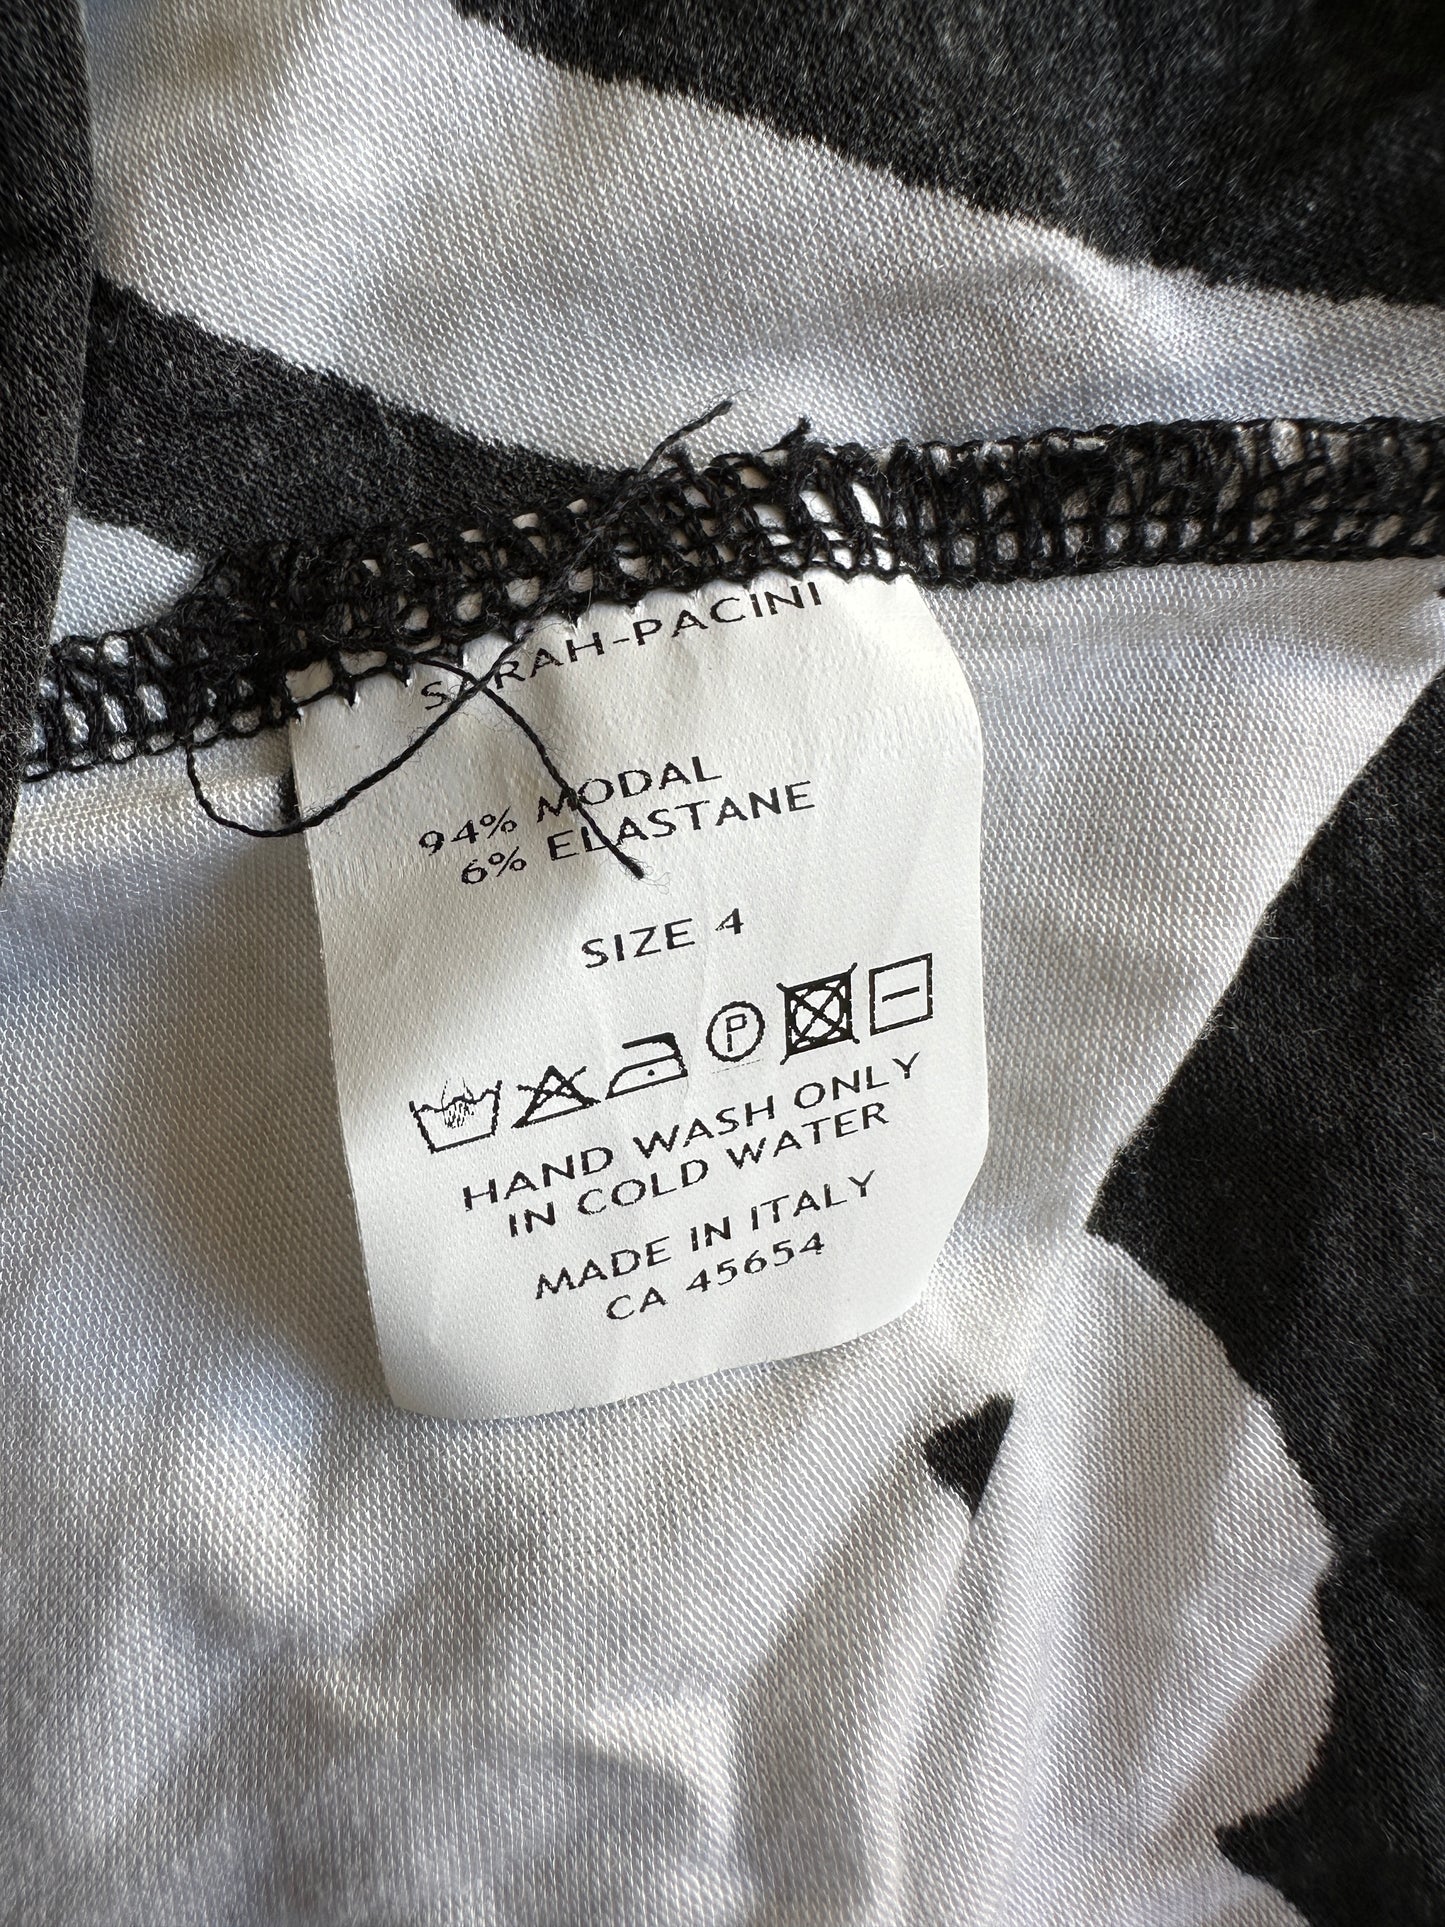 SARAH-PACINI
94% MODAL
6% ELASTANE
SIZE 4
P
HAND WASH ONLY
IN COLD WATER
MADE IN ITALY
CA 45654